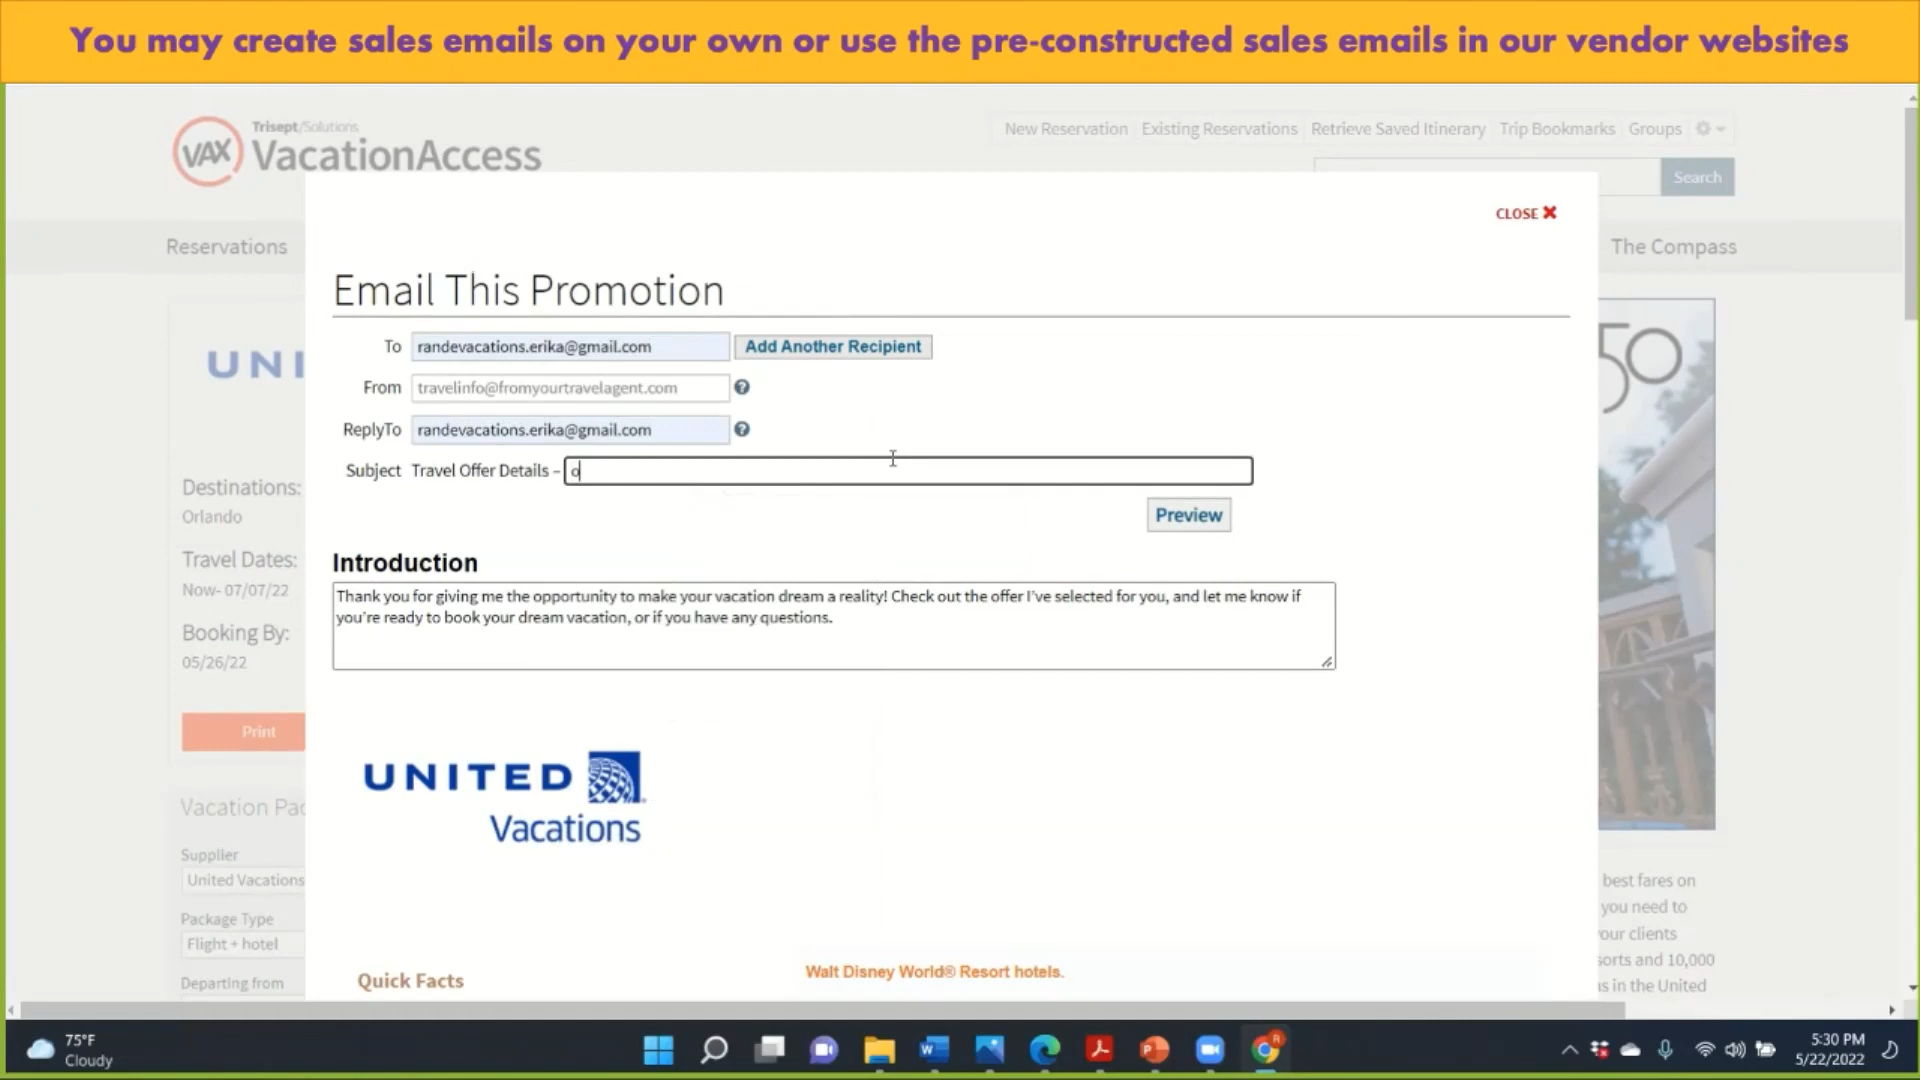 You may create sales emails on your own or use the pre-constructed sales emails in our vendor websites
VAX
Trisept/Solutions
VacationAccess
New Reservation Existing Reservations Retrieve Saved Itinerary Trip Bookmarks Groups
Search
CLOSE
Reservations
The Compass
Email This Promotion
To randevacations.erika@gmail.com Add Another Recipient
From travelinfo@fromyourtravelagent.com ?
ReplyTo randevacations.erika@gmail.com ?
Subject Travel Offer Details – o
Preview
UNI
50
Destinations:
Orlando
Travel Dates:
Now- 07/07/22
Booking By:
05/26/22
Print
Introduction
Thank you for giving me the opportunity to make your vacation dream a reality! Check out the offer I've selected for you, and let me know if
you're ready to book your dream vacation, or if you have any questions.
UNITED
Vacations
Vacation Pac
Supplier
United Vacations
Package Type
Flight + hotel
Departing from
Quick Facts
Walt Disney World® Resort hotels.
best fares on
you need to
our clients
sorts and 10,000
s in the United
75°F
Cloudy
5:30 PM
5/22/2022